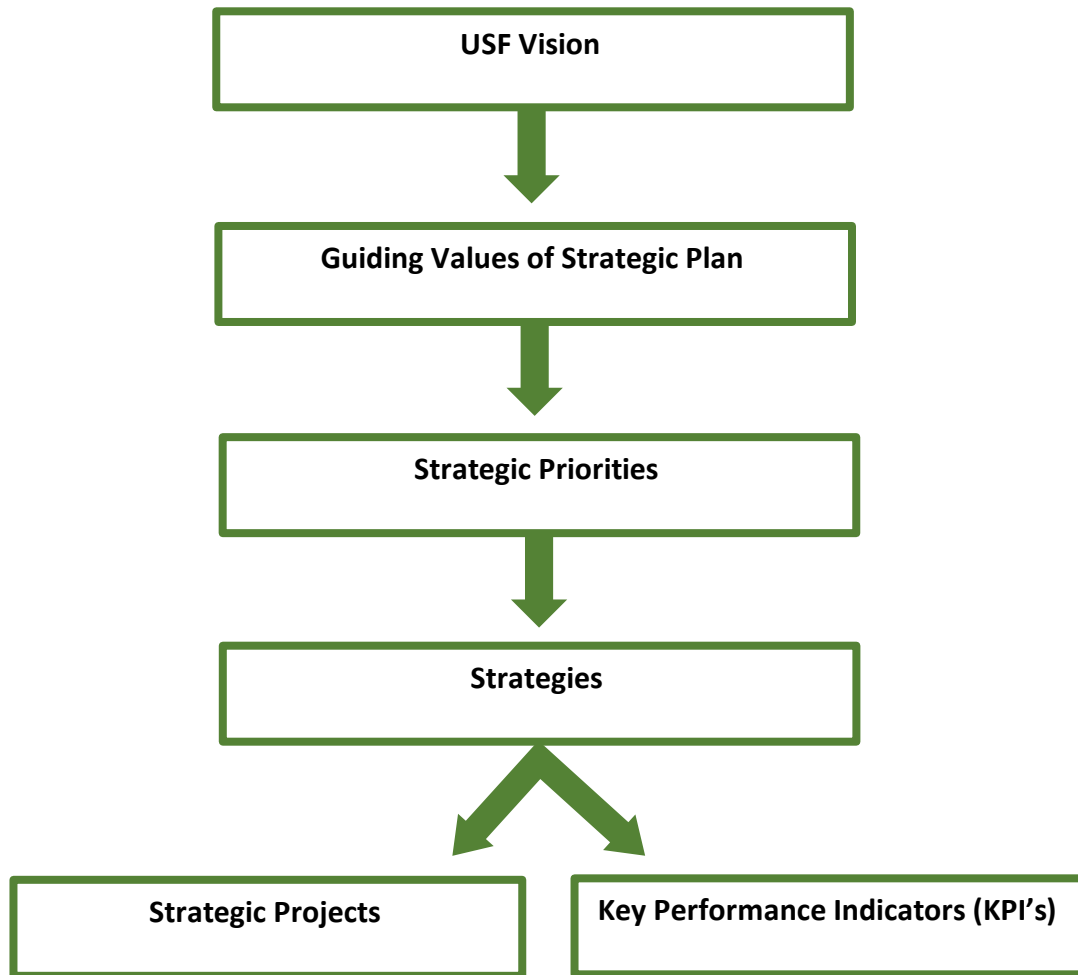 USF Vision
Guiding Values of Strategic Plan
Strategic Priorities
Strategies
Strategic Projects
Key Performance Indicators (KPI’s)